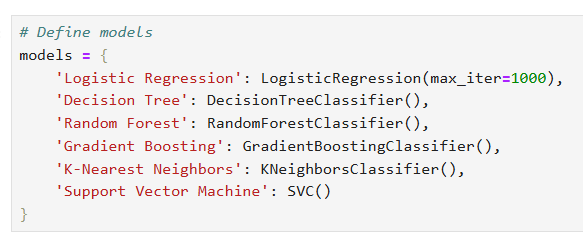 # Define models
models = {
    'Logistic Regression': LogisticRegression(max_iter=1000),
    'Decision Tree': DecisionTreeClassifier(),
    'Random Forest': RandomForestClassifier(),
    'Gradient Boosting': GradientBoostingClassifier(),
    'K-Nearest Neighbors': KNeighborsClassifier(),
    'Support Vector Machine': SVC()
}